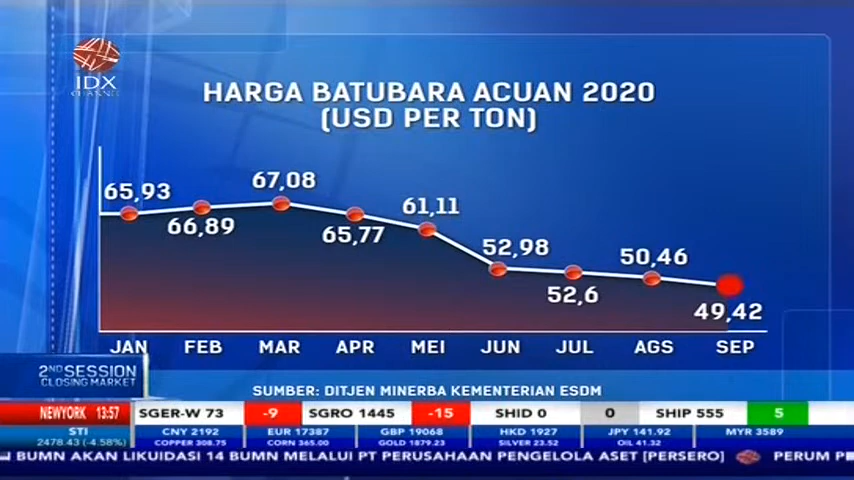 IDX
CHANNEL
HARGA BATUBARA ACUAN 2020
(USD PER TON)
65,93
66,89
67,08
65,77
61,11
52,98
52,6
50,46
49,42
JAN FEB MAR APR MEI JUN JUL AGS SEP
2ND SESSION
CLOSING MARKET
SUMBER: DITJEN MINERBA KEMENTERIAN ESDM
NEWYORK 13:57 SGER-W 73 -9 SGRO 1445 -15 SHID 0 0 SHIP 555 5
STI CNY 2192 EUR 17387 GBP 19068 HKD 1927 JPY 141.92 MYR 3589
2478.43 (-4.58%) COPPER 308.75 CORN 365.00 GOLD 1879.23 SILVER 23.52 OIL 41.32
BUMN AKAN LIKUIDASI 14 BUMN MELALUI PT PERUSAHAAN PENGELOLA ASET [PERSERO] PERUM